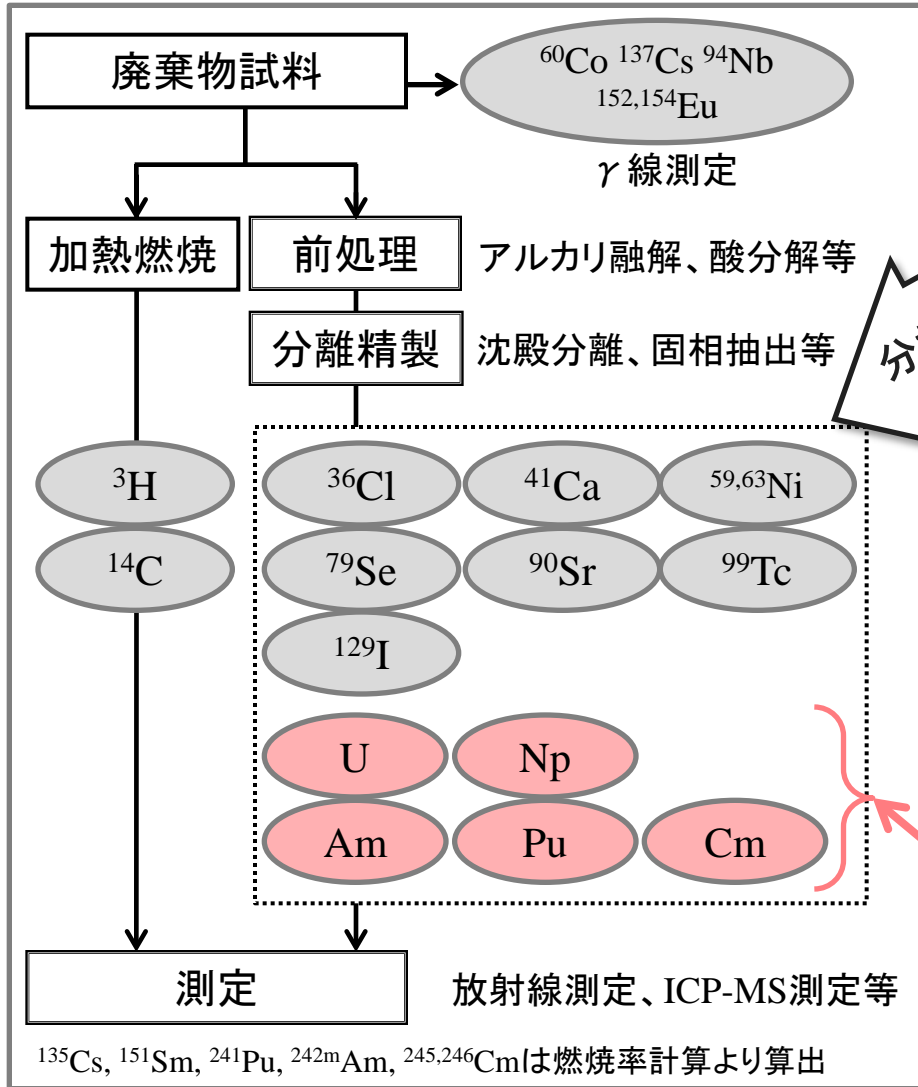 廃棄物試料
⁶⁰Co ¹³⁷Cs ⁹⁴Nb
¹⁵²,¹⁵⁴Eu
γ線測定
加熱燃焼
前処理
アルカリ融解、酸分解等
分離精製
沈殿分離、固相抽出等
分
³H
³⁶Cl
⁴¹Ca
⁵⁹,⁶³Ni
¹⁴C
⁷⁹Se
⁹⁰Sr
⁹⁹Tc
¹²⁹I
U
Np
Am
Pu
Cm
測定
放射線測定、ICP-MS測定等
¹³⁵Cs, ¹⁵¹Sm, ²⁴¹Pu, ²⁴²ᵐAm, ²⁴⁵,²⁴⁶Cmは燃焼率計算より算出